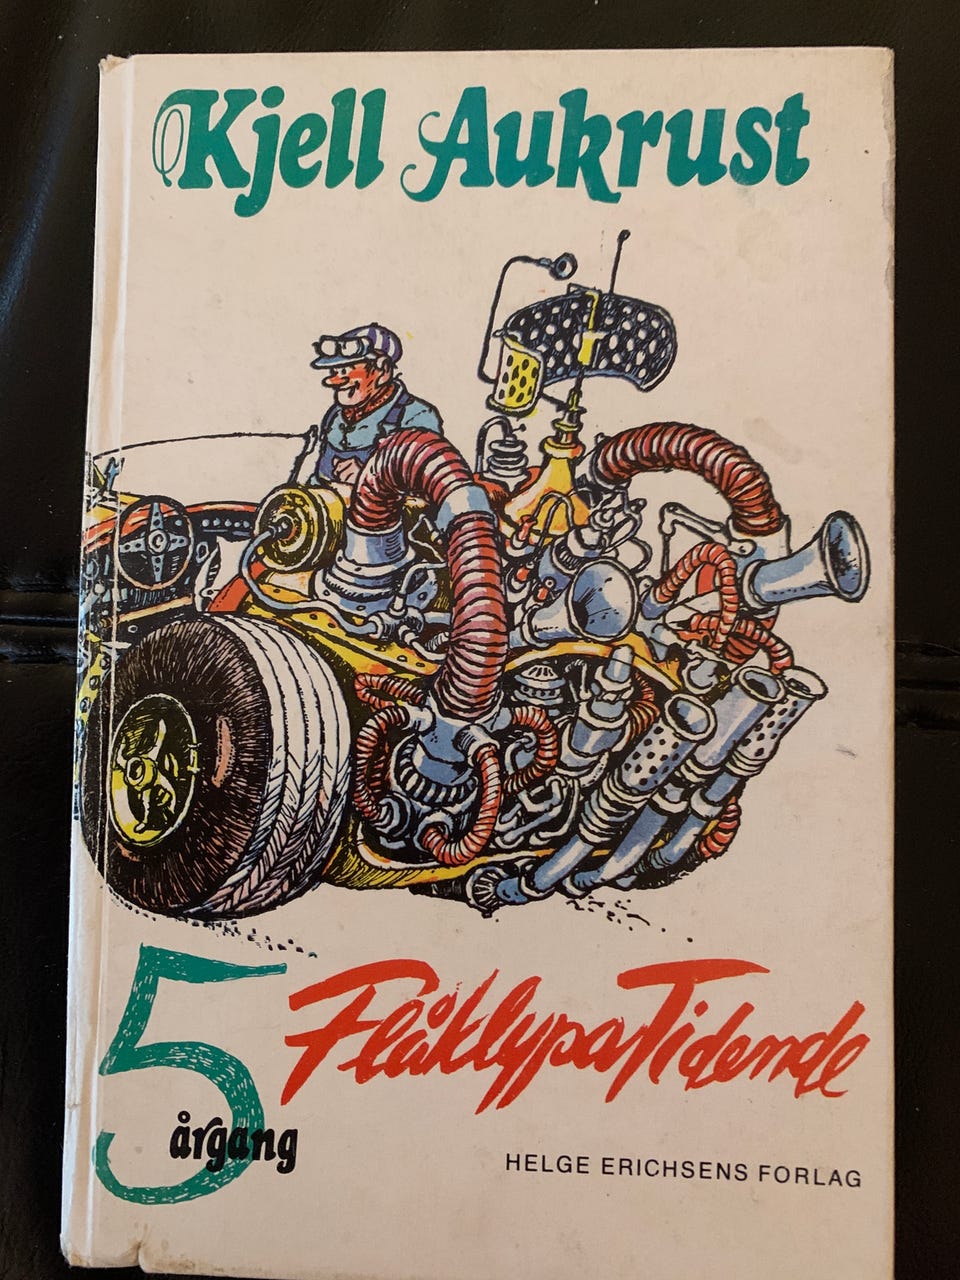 Kjell Aukrust
5 Flåklypa Tidende
årgang
HELGE ERICHSENS FORLAG